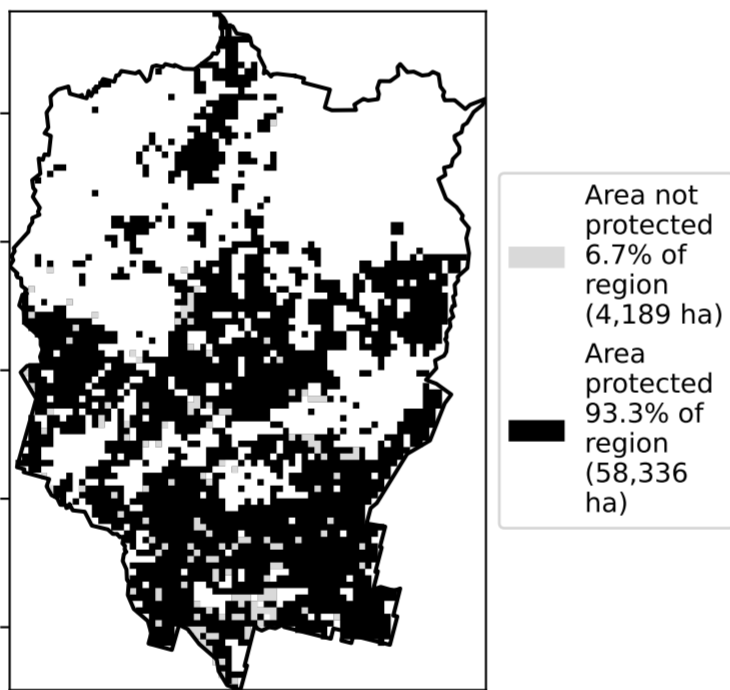 Area not
protected
6.7% of
region
(4,189 ha)
Area
protected
93.3% of
region
(58,336
ha)